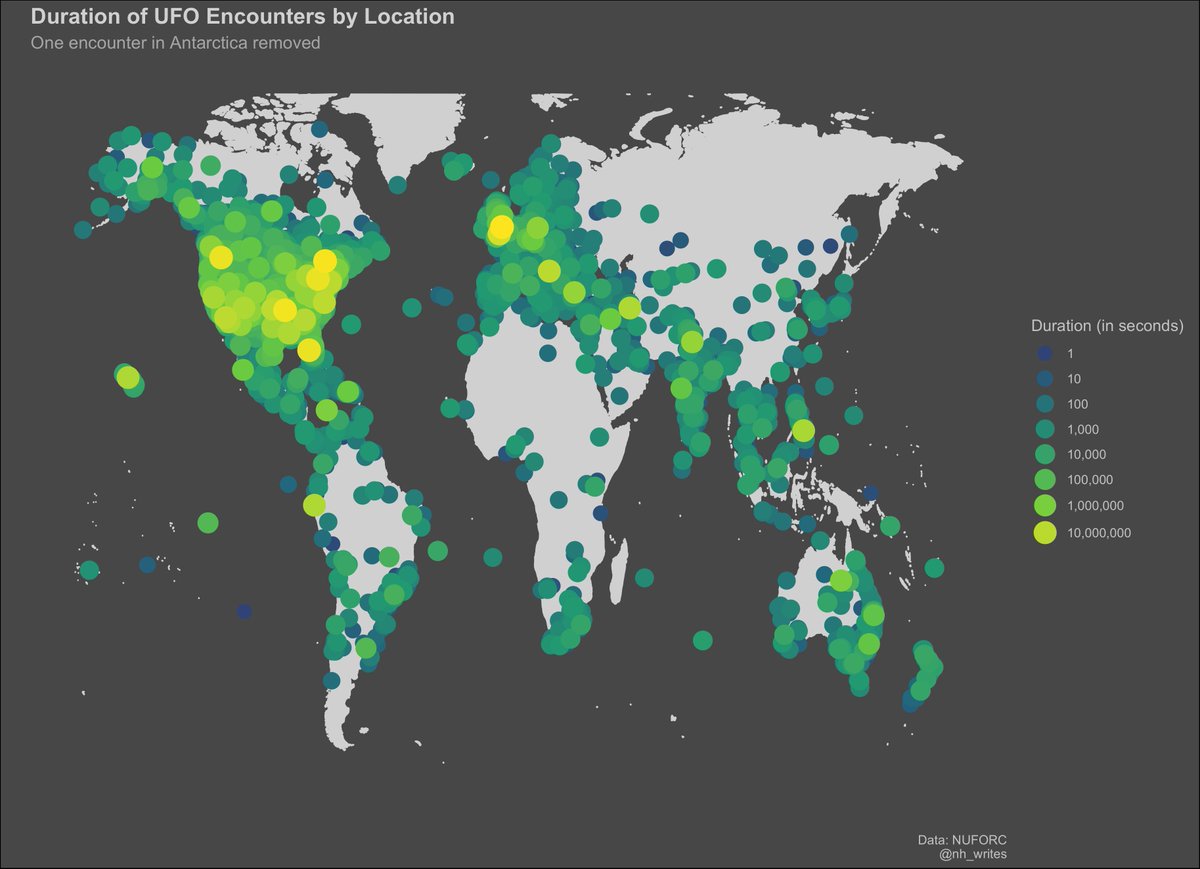 Duration of UFO Encounters by Location
One encounter in Antarctica removed
Duration (in seconds)
1
10
100
1,000
10,000
100,000
1,000,000
10,000,000
Data: NUFORC
@nh_writes